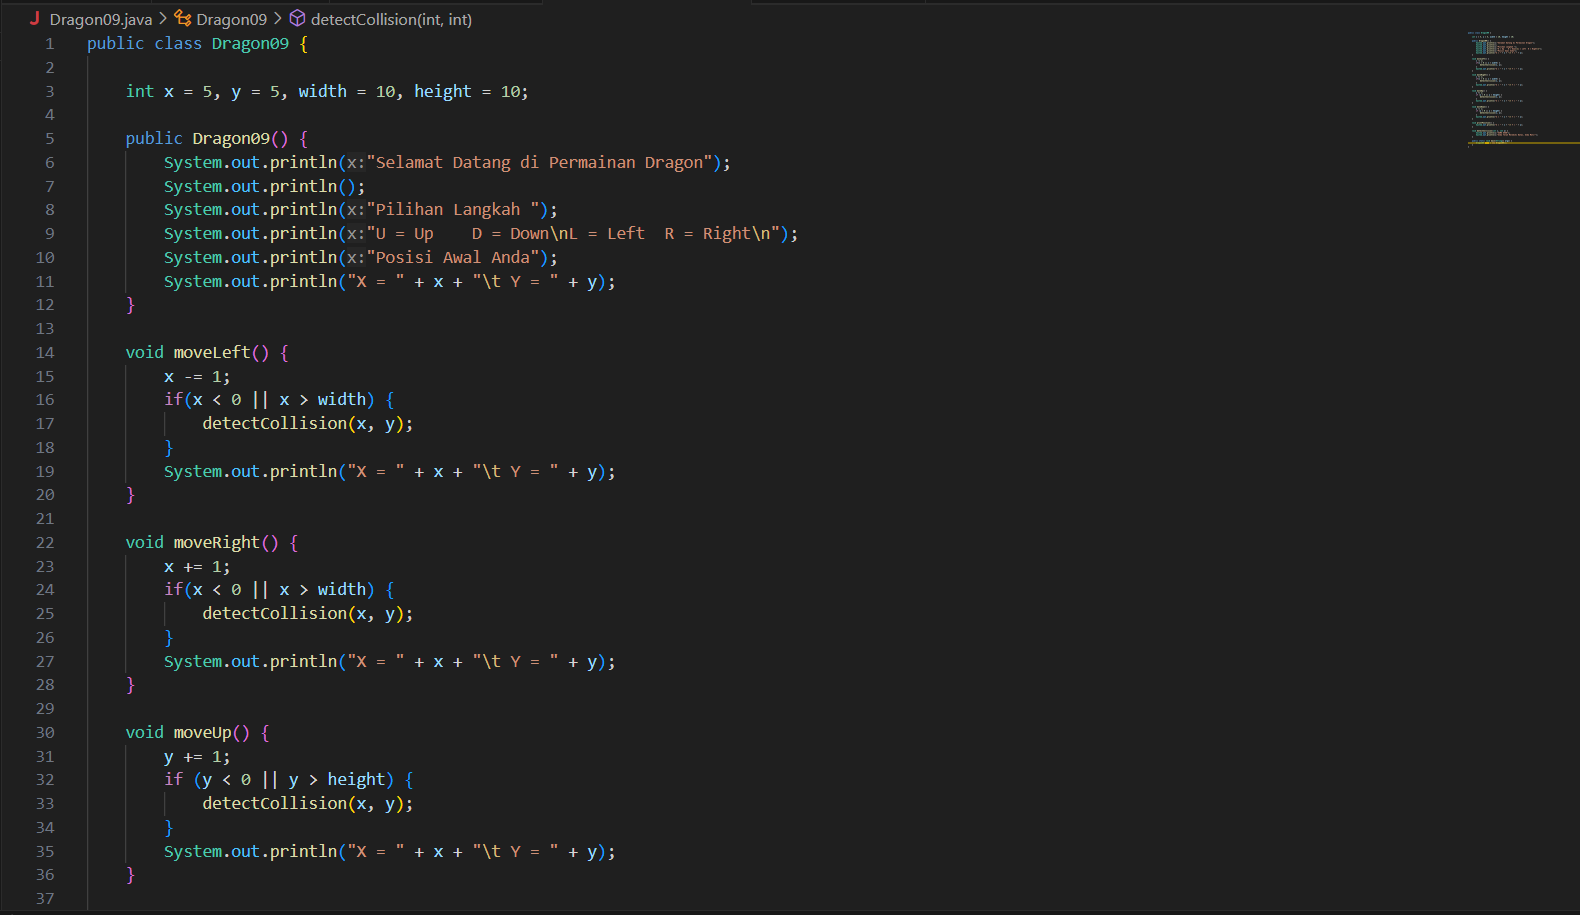 Dragon09.java > Dragon09 > detectCollision(int, int)
1 public class Dragon09 {
2
3     int x = 5, y = 5, width = 10, height = 10;
4
5     public Dragon09() {
6         System.out.println(x:"Selamat Datang di Permainan Dragon");
7         System.out.println();
8         System.out.println(x:"Pilihan Langkah ");
9         System.out.println(x:"U = Up    D = Down\nL = Left  R = Right\n");
10         System.out.println(x:"Posisi Awal Anda");
11         System.out.println("X = " + x + "\t Y = " + y);
12     }
13
14     void moveLeft() {
15         x -= 1;
16         if(x < 0 || x > width) {
17             detectCollision(x, y);
18         }
19         System.out.println("X = " + x + "\t Y = " + y);
20     }
21
22     void moveRight() {
23         x += 1;
24         if(x < 0 || x > width) {
25             detectCollision(x, y);
26         }
27         System.out.println("X = " + x + "\t Y = " + y);
28     }
29
30     void moveUp() {
31         y += 1;
32         if (y < 0 || y > height) {
33             detectCollision(x, y);
34         }
35         System.out.println("X = " + x + "\t Y = " + y);
36     }
37